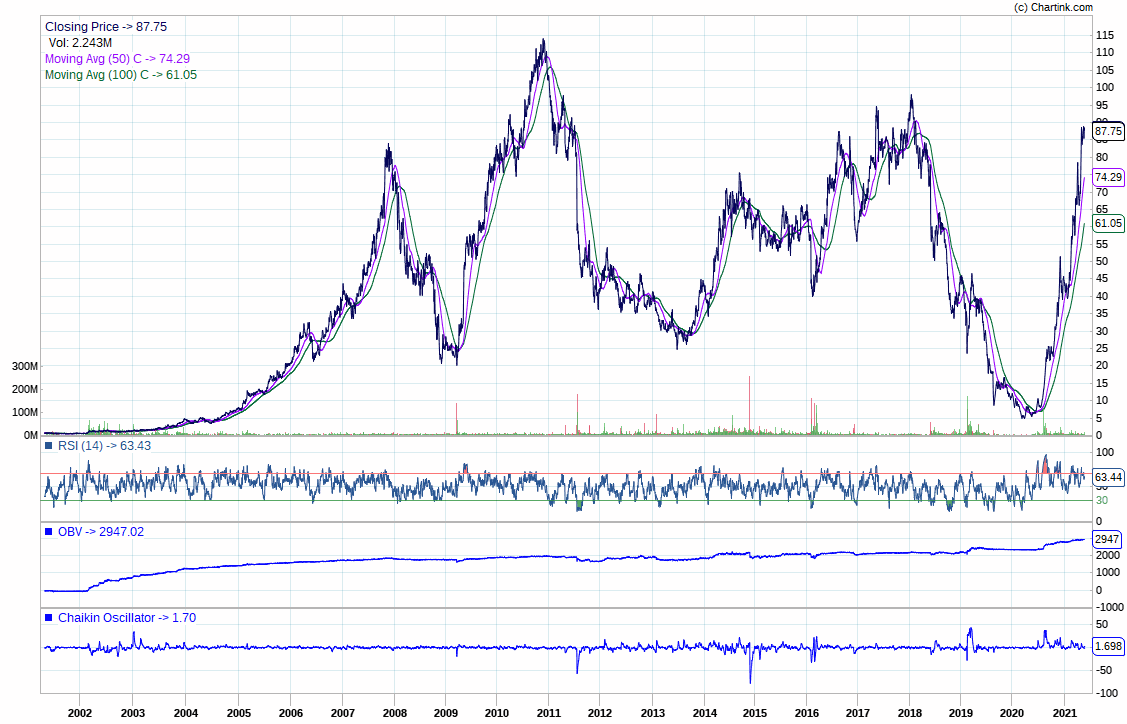 (c) Chartink.com
Closing Price -> 87.75
Vol: 2.243M
Moving Avg (50) C -> 74.29
Moving Avg (100) C -> 61.05
115
110
105
100
95
87.75
80
74.29
70
65
61.05
55
50
45
40
35
30
25
20
15
10
5
0
300M
200M
100M
0M
RSI (14) -> 63.43
100
63.44
30
0
OBV -> 2947.02
2947
2000
1000
0
-1000
Chaikin Oscillator -> 1.70
50
1.698
-50
-100
2002 2003 2004 2005 2006 2007 2008 2009 2010 2011 2012 2013 2014 2015 2016 2017 2018 2019 2020 2021